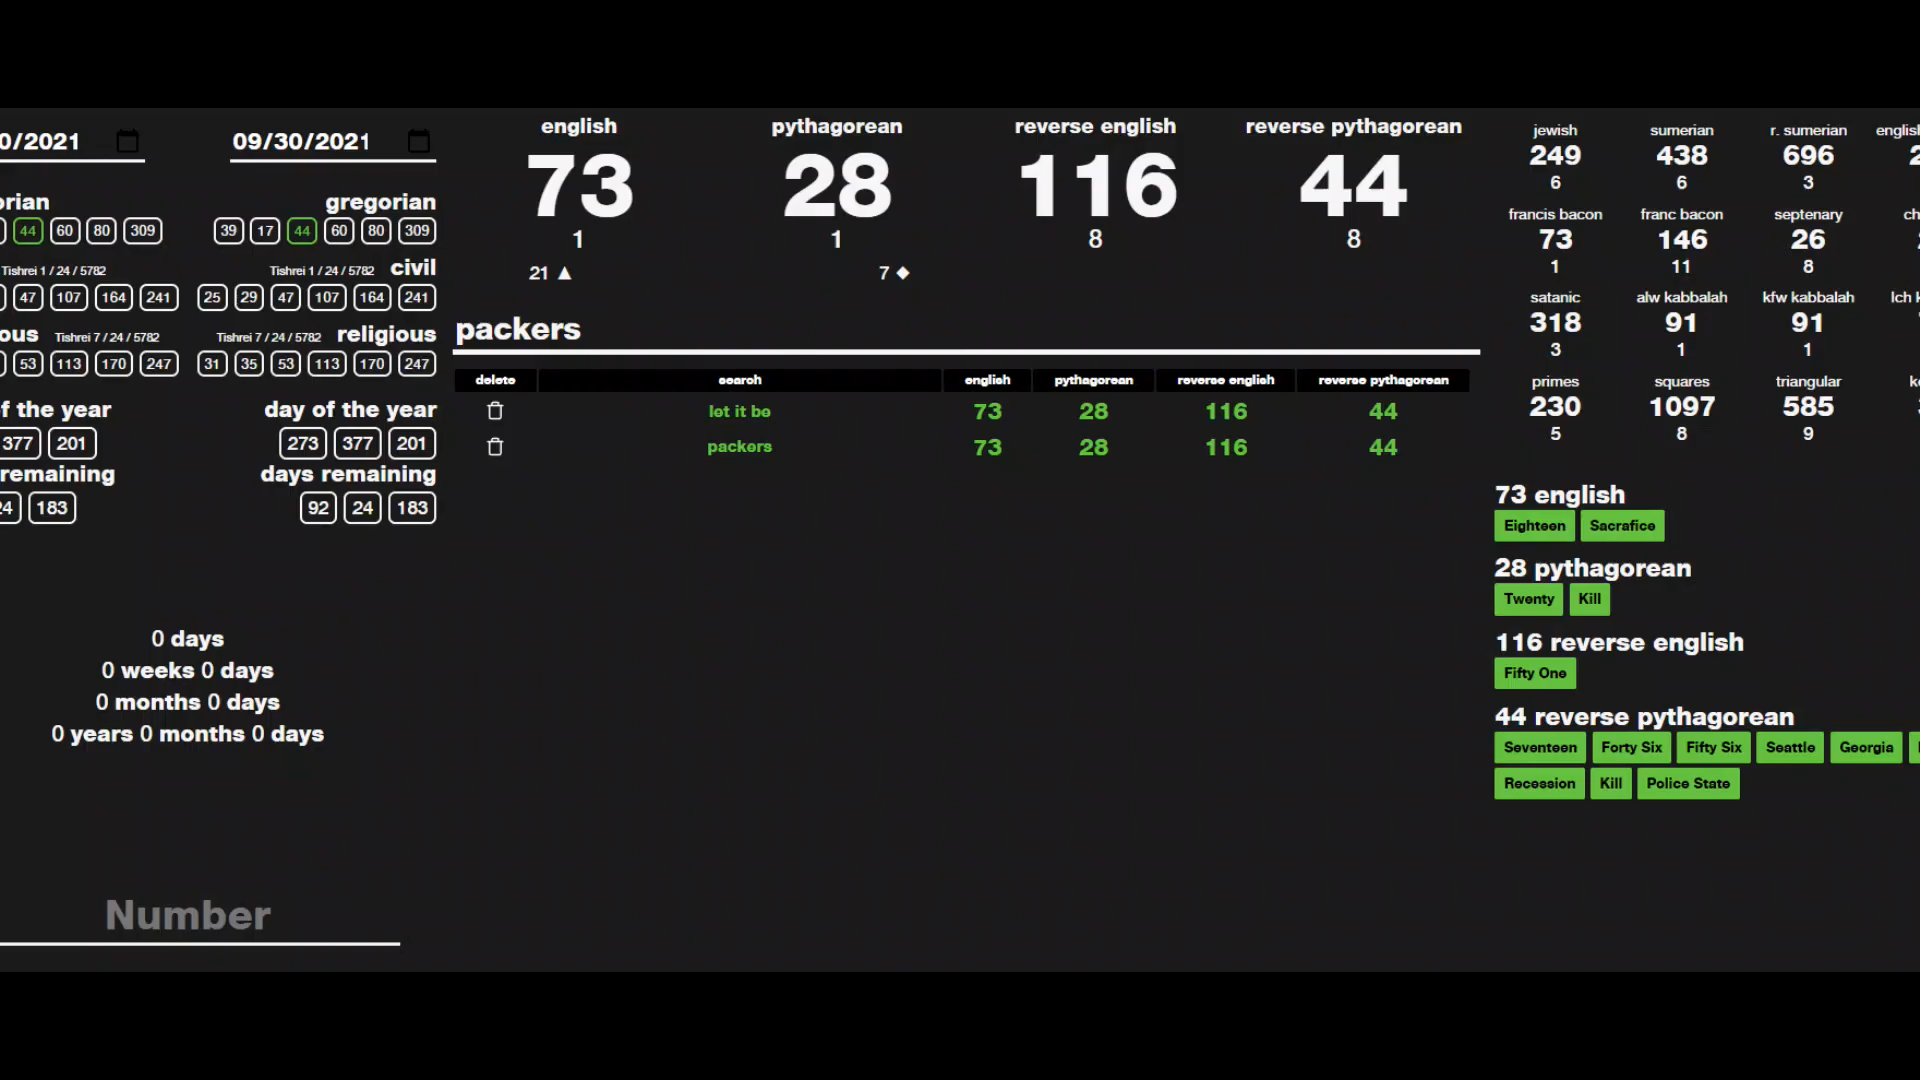 0/2021
09/30/2021
orian
gregorian
44 60 80 309
39 17 44 60 80 309
Tishrei 1 / 24 / 5782
Tishrei 1 / 24 / 5782 civil
47 107 164 241
25 29 47 107 164 241
ous Tishrei 7 / 24 / 5782
Tishrei 7 / 24 / 5782 religious
53 113 170 247
31 35 53 113 170 247
f the year
day of the year
377 201
273 377 201
remaining
days remaining
24 183
92 24 183
0 days
0 weeks 0 days
0 months 0 days
0 years 0 months 0 days
Number
english pythagorean reverse english reverse pythagorean
73 28 116 44
1 1 8 8
21 ▲ 7 ◆
packers
delete search english pythagorean reverse english reverse pythagorean
let it be 73 28 116 44
packers 73 28 116 44
jewish sumerian r. sumerian english
249 438 696 2
6 6 3
francis bacon franc bacon septenary ch
73 146 26
1 11 8
satanic alw kabbalah kfw kabbalah lch k
318 91 91
3 1 1
primes squares triangular
230 1097 585
5 8 9
73 english
Eighteen Sacrafice
28 pythagorean
Twenty Kill
116 reverse english
Fifty One
44 reverse pythagorean
Seventeen Forty Six Fifty Six Seattle Georgia
Recession Kill Police State